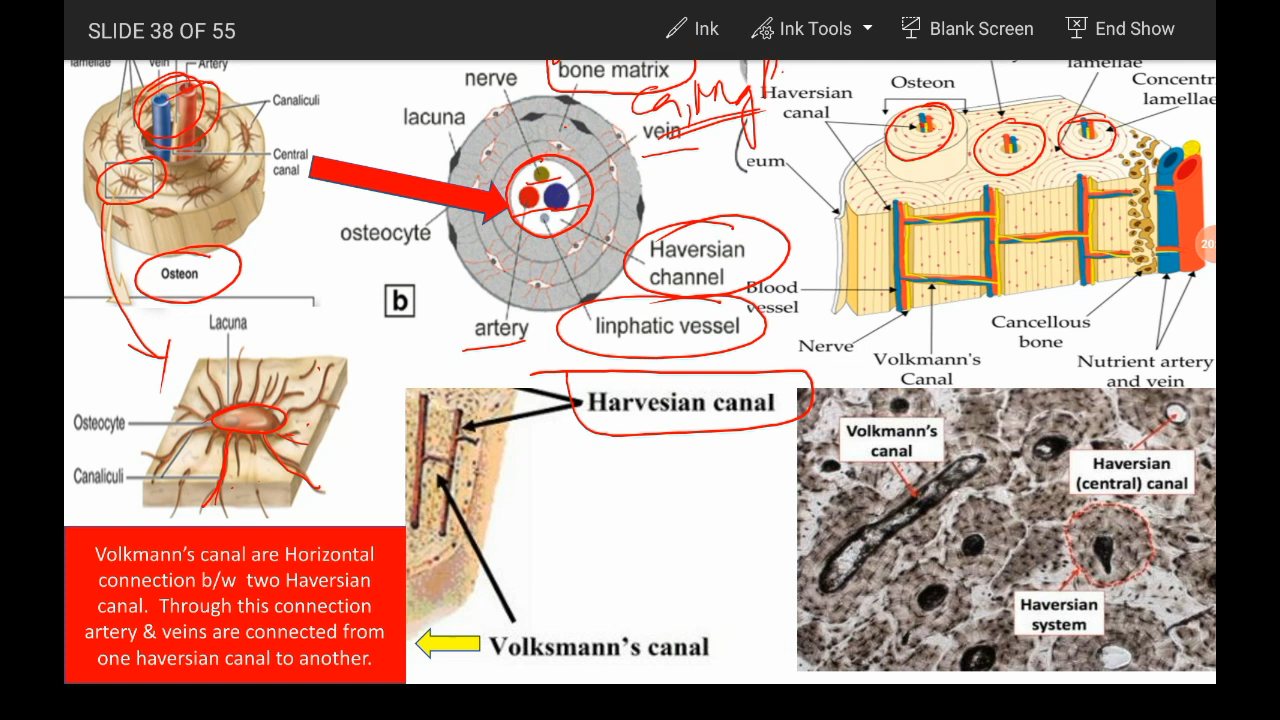 SLIDE 38 OF 55
Ink
Ink Tools
Blank Screen
End Show
lamellae
vein
Artery
Canaliculi
Central
canal
Osteon
nerve
bone matrix
Ca, Mg
lacuna
vein
osteocyte
Haversian
channel
b
artery
linphatic vessel
Osteon
lamellae
Concentr
lamellae
Haversian
canal
eum
Blood
vessel
Nerve
Volkmann's
Canal
Cancellous
bone
Nutrient artery
and vein
20
Lacuna
Osteocyte
Canaliculi
Harvesian canal
Volksmann's canal
Volkmann's
canal
Haversian
(central) canal
Haversian
system
Volkmann's canal are Horizontal
connection b/w two Haversian
canal. Through this connection
artery & veins are connected from
one haversian canal to another.